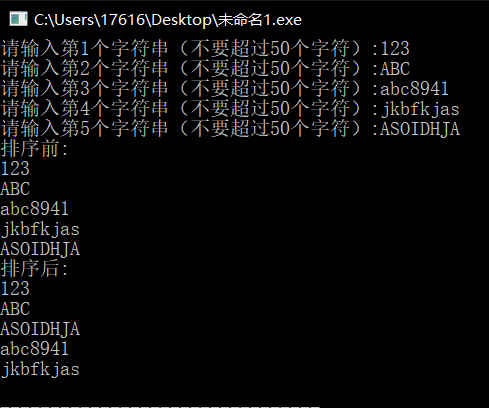 C:\Users\17616\Desktop\未命名1.exe
请输入第1个字符串（不要超过50个字符）:123
请输入第2个字符串（不要超过50个字符）:ABC
请输入第3个字符串（不要超过50个字符）:abc8941
请输入第4个字符串（不要超过50个字符）:jkbfkjas
请输入第5个字符串（不要超过50个字符）:ASOIDHJA
排序前:
123
ABC
abc8941
jkbfkjas
ASOIDHJA
排序后:
123
ABC
ASOIDHJA
abc8941
jkbfkjas
--------------------------------